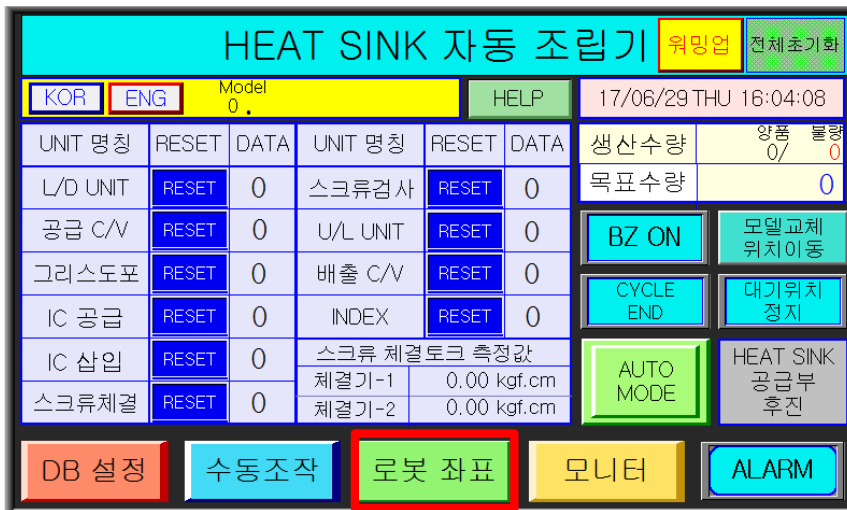 HEAT SINK 자동 조립기
워밍업
전체초기화
KOR ENG Model HELP 17/06/29 THU 16:04:08
0 .
UNIT 명칭 RESET DATA UNIT 명칭 RESET DATA
생산수량 양품 불량
0/ 0
L/D UNIT RESET 0 스크류검사 RESET 0
목표수량 0
공급 C/V RESET 0 U/L UNIT RESET 0
BZ ON
모델교체
위치이동
그리스도포 RESET 0 배출 C/V RESET 0
IC 공급 RESET 0 INDEX RESET 0
CYCLE
END
대기위치
정지
IC 삽입 RESET 0 스크류 체결토크 측정값
체결기-1 0.00 kgf.cm
스크류체결 RESET 0 체결기-2 0.00 kgf.cm
AUTO
MODE
HEAT SINK
공급부
후진
DB 설정 수동조작 로봇 좌표 모니터 ALARM